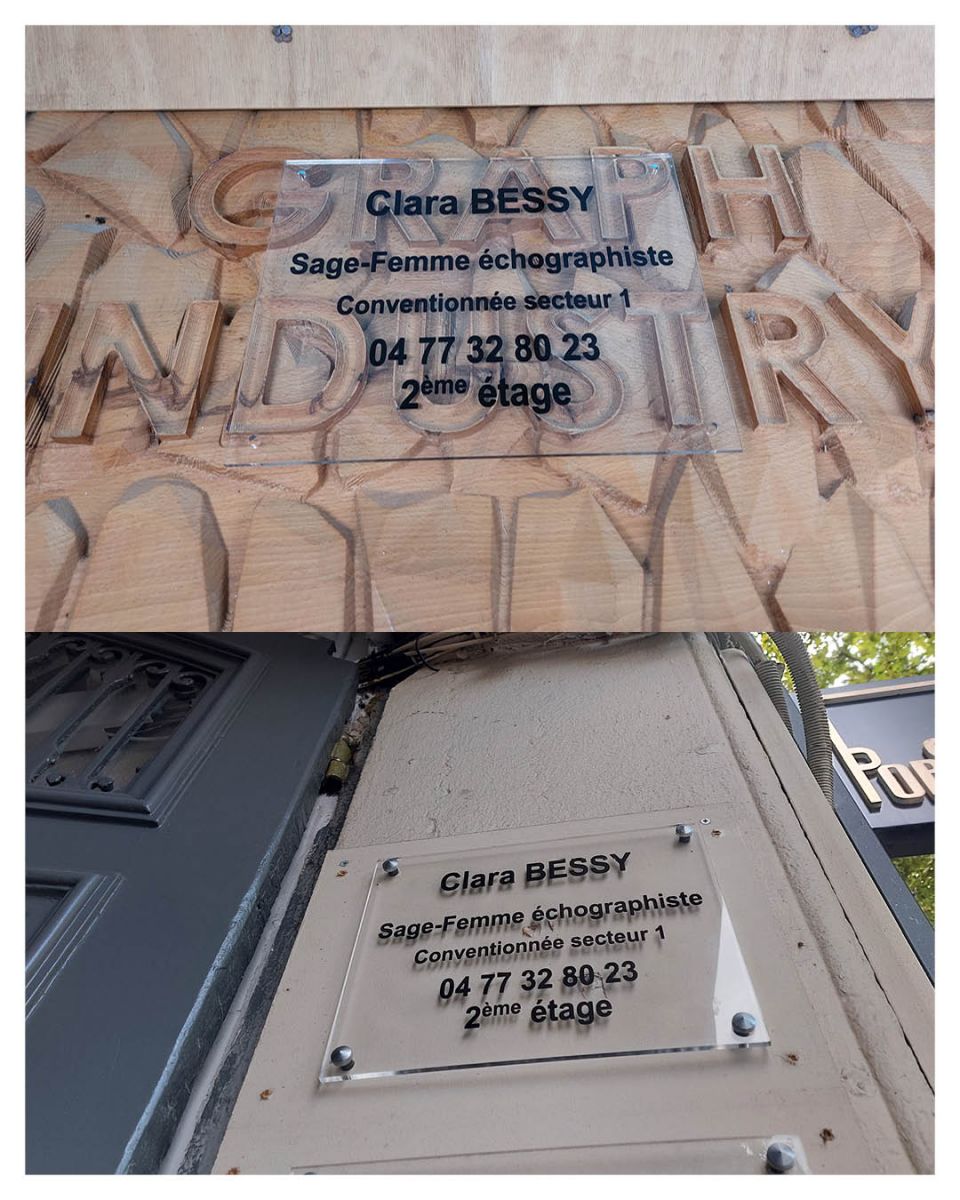 GRAPH
INDUSTRY
Clara BESSY
Sage-Femme échographiste
Conventionnée secteur 1
04 77 32 80 23
2ème étage
Clara BESSY
Sage-Femme échographiste
Conventionnée secteur 1
04 77 32 80 23
2ème étage